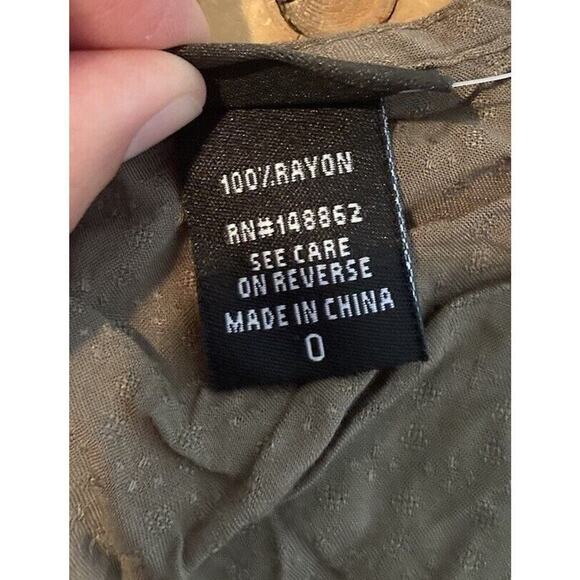 100% RAYON
RN#148862
SEE CARE
ON REVERSE
MADE IN CHINA
0